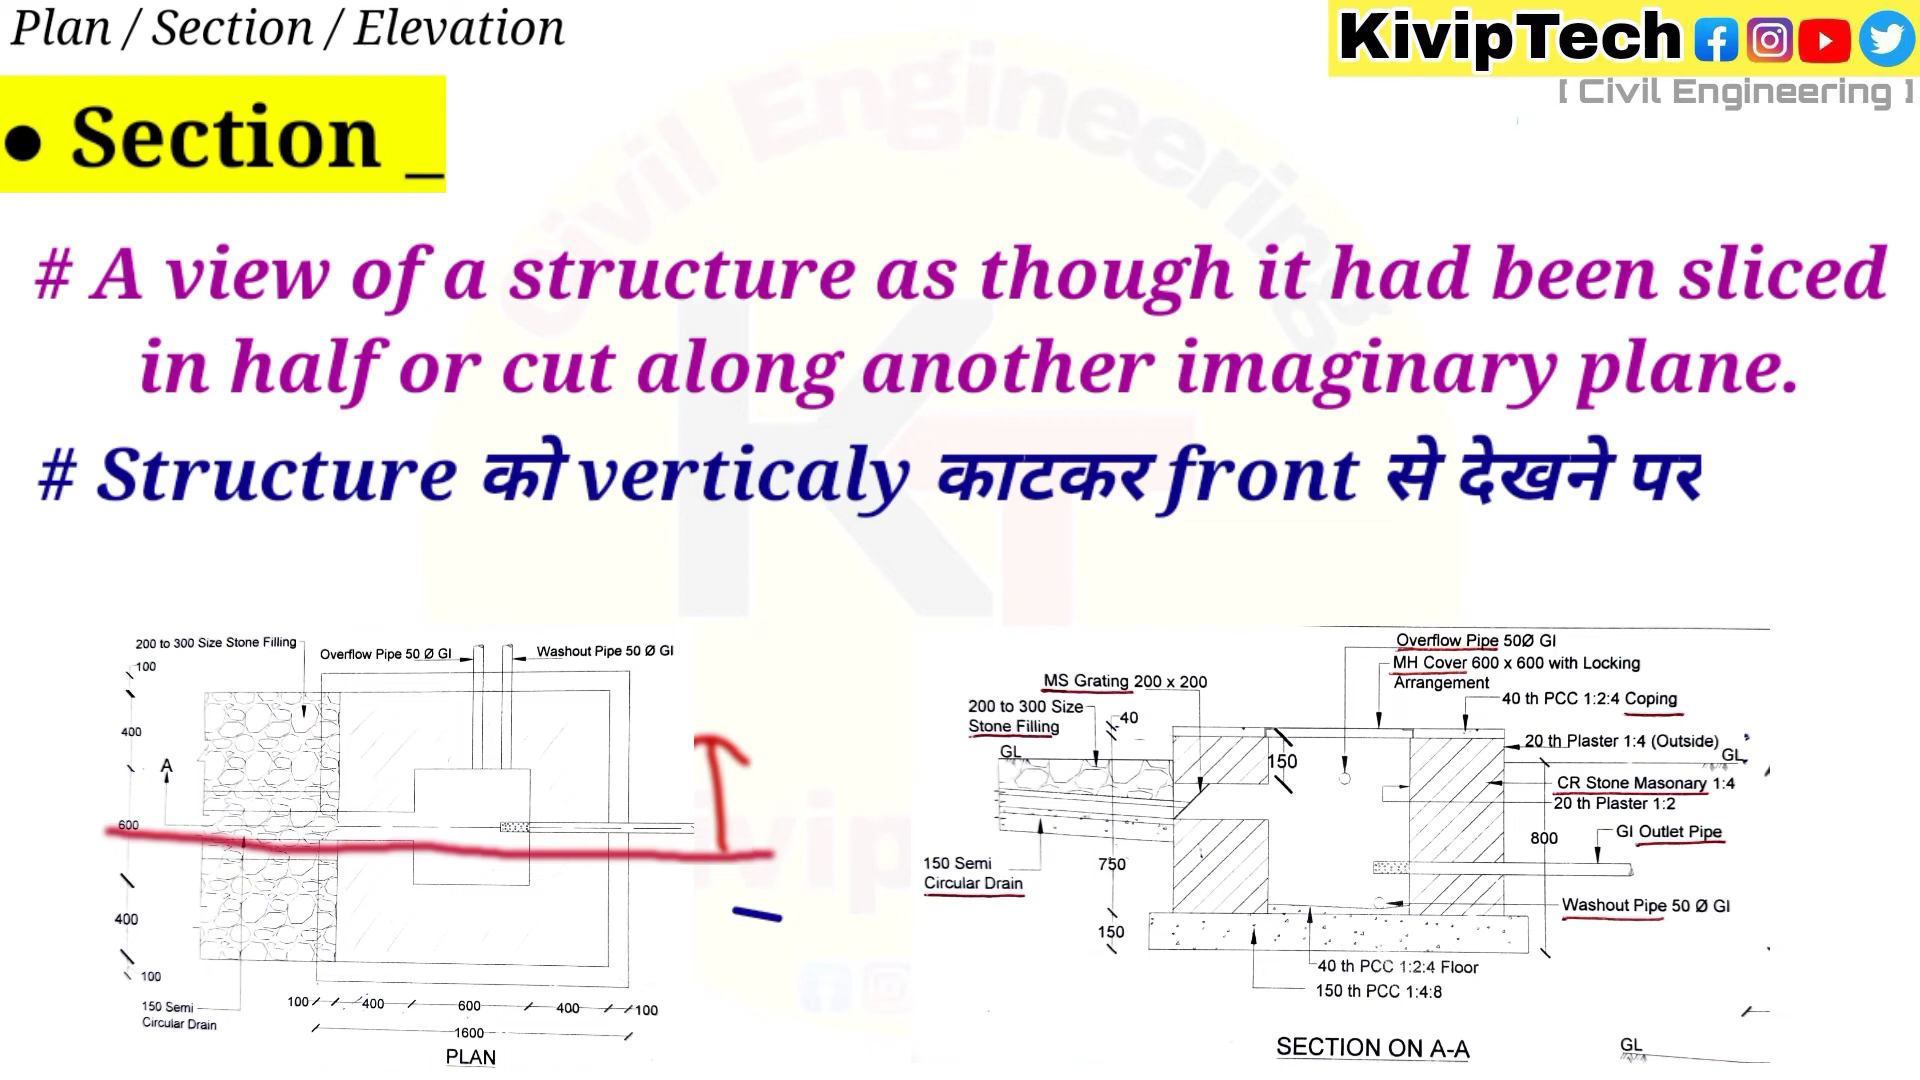 Plan / Section / Elevation
KivipTech
[ Civil Engineering ]
• Section _
# A view of a structure as though it had been sliced
in half or cut along another imaginary plane.
# Structure को verticaly काटकर front से देखने पर
Civil Engineering
KT
200 to 300 Size Stone Filling
Overflow Pipe 50 Ø GI
Washout Pipe 50 Ø GI
100
400
A
600
400
100
150 Semi
Circular Drain
100
400
600
400
100
1600
PLAN
Overflow Pipe 50Ø GI
MH Cover 600 x 600 with Locking
Arrangement
MS Grating 200 x 200
40 th PCC 1:2:4 Coping
200 to 300 Size
Stone Filling
40
GL
150
20 th Plaster 1:4 (Outside)
GL
CR Stone Masonary 1:4
20 th Plaster 1:2
GI Outlet Pipe
800
150 Semi
Circular Drain
750
Washout Pipe 50 Ø GI
150
40 th PCC 1:2:4 Floor
150 th PCC 1:4:8
SECTION ON A-A
GL